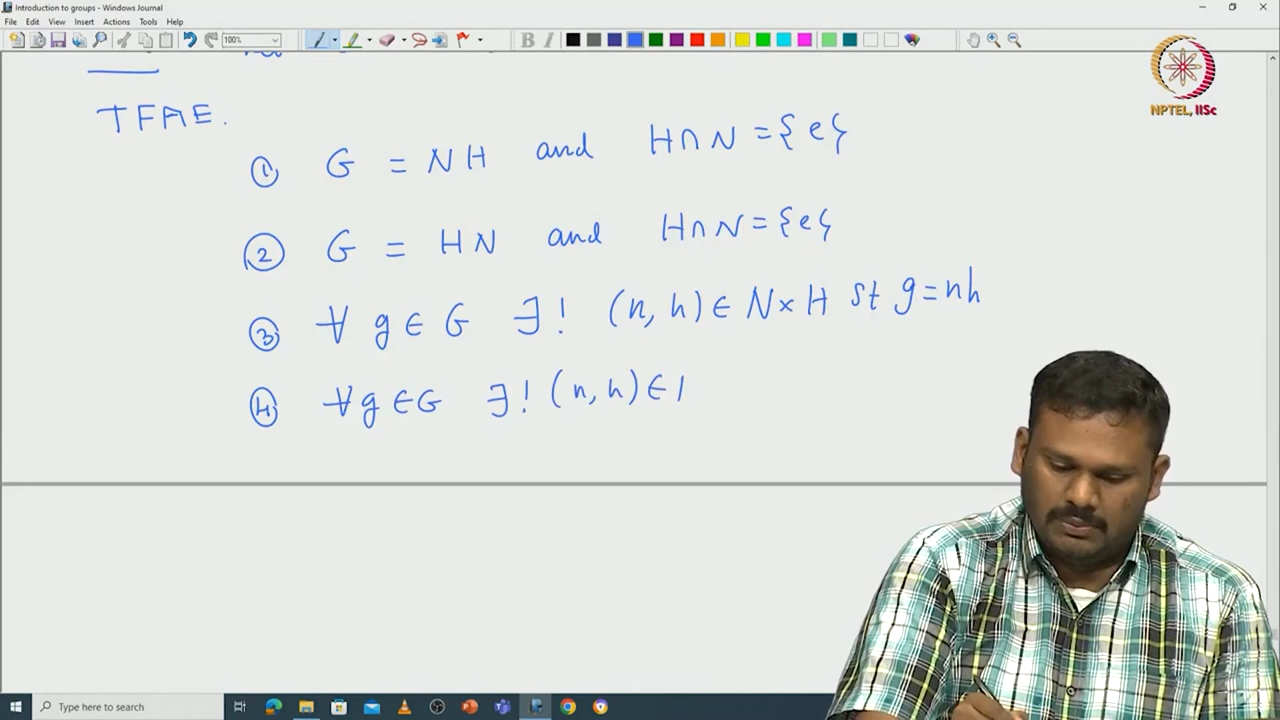 Introduction to groups - Windows Journal
File Edit View Insert Actions Tools Help
100%
B I
NPTEL, IISc
TFAE.
① G = NH and H∩N = {e}
② G = HN and H∩N = {e}
③ ∀ g ∈ G ∃! (n, h) ∈ N × H st g = nh
④ ∀ g ∈ G ∃! (n, h) ∈
Type here to search